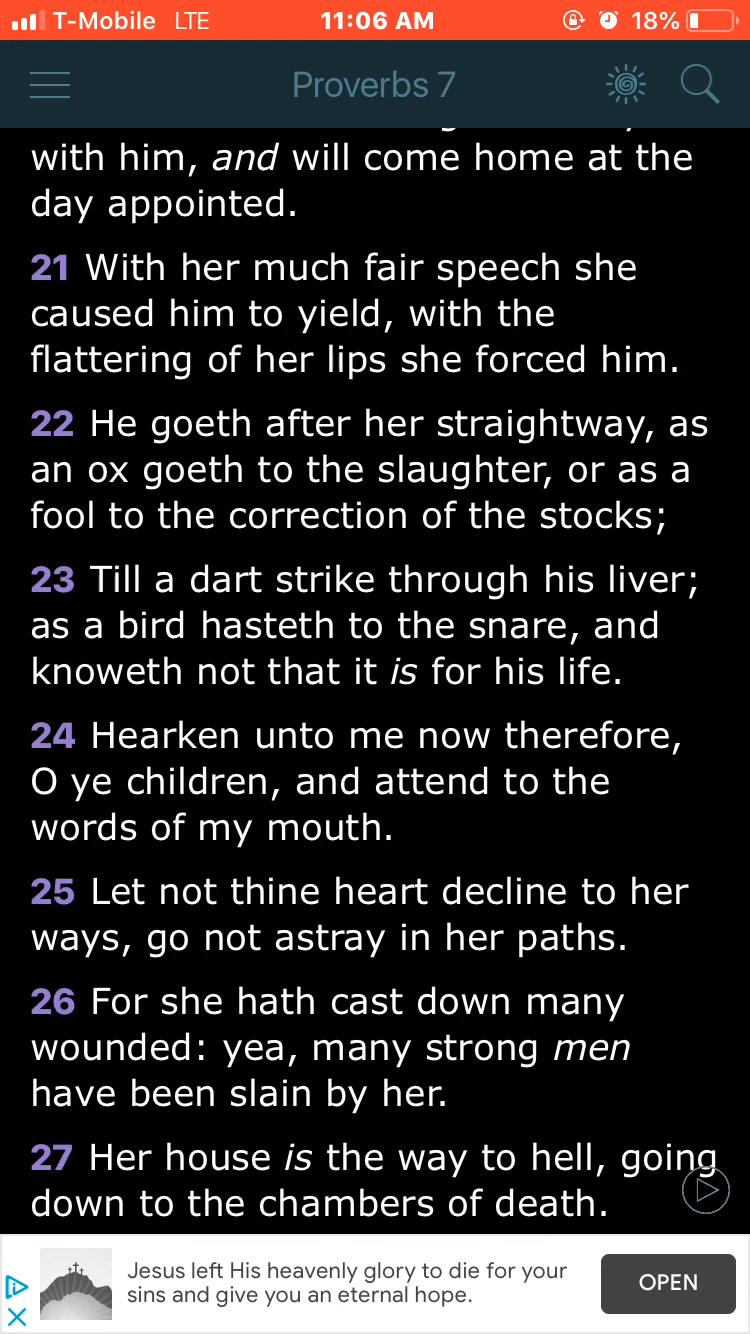 T-Mobile LTE 11:06 AM 18%
Proverbs 7
with him, and will come home at the
day appointed.
21 With her much fair speech she
caused him to yield, with the
flattering of her lips she forced him.
22 He goeth after her straightway, as
an ox goeth to the slaughter, or as a
fool to the correction of the stocks;
23 Till a dart strike through his liver;
as a bird hasteth to the snare, and
knoweth not that it is for his life.
24 Hearken unto me now therefore,
O ye children, and attend to the
words of my mouth.
25 Let not thine heart decline to her
ways, go not astray in her paths.
26 For she hath cast down many
wounded: yea, many strong men
have been slain by her.
27 Her house is the way to hell, going
down to the chambers of death.
Jesus left His heavenly glory to die for your
sins and give you an eternal hope.
OPEN